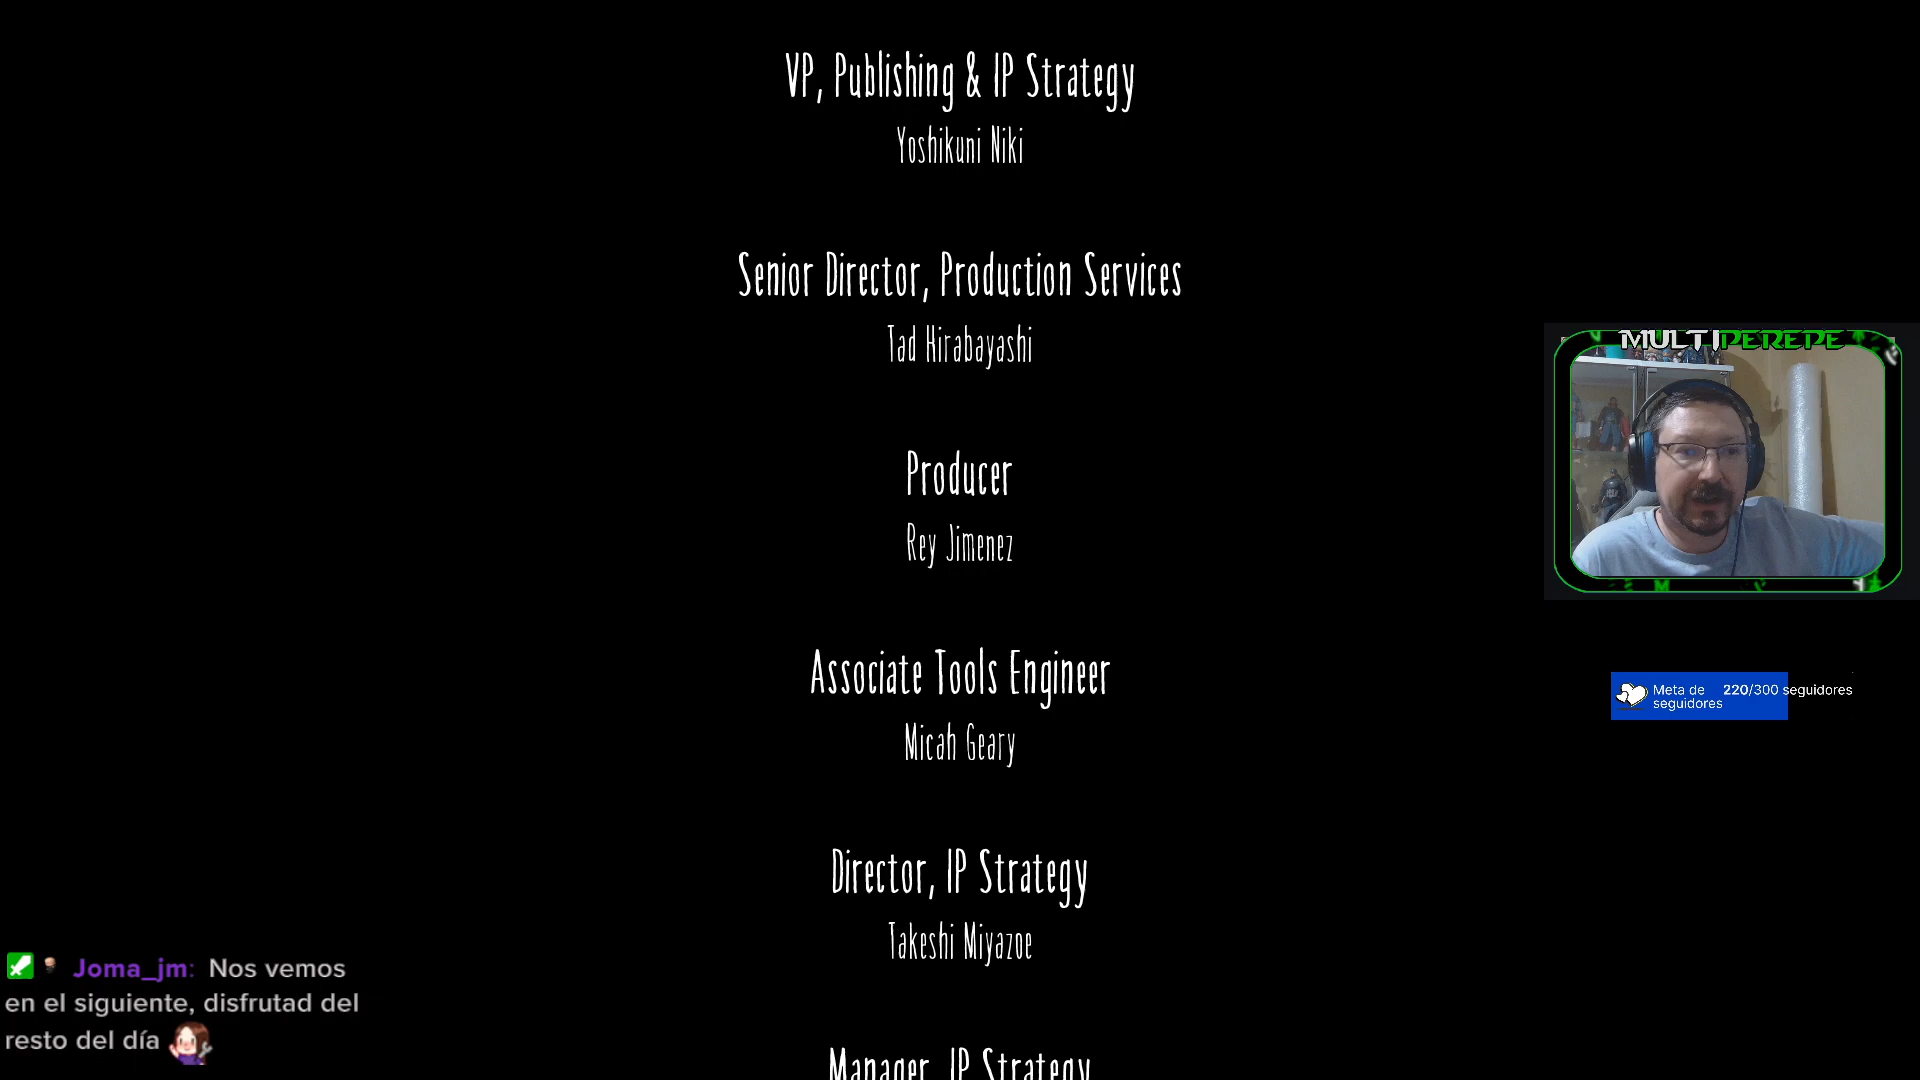 VP, Publishing & IP Strategy
Yoshikuni Niki
Senior Director, Production Services
Tad Hirabayashi
Producer
Rey Jimenez
Associate Tools Engineer
Micah Geary
Director, IP Strategy
Takeshi Miyazoe
Manager, IP Strategy
MULTIPEREPE
Meta de seguidores
220/300 seguidores
Joma_jm: Nos vemos
en el siguiente, disfrutad del
resto del día